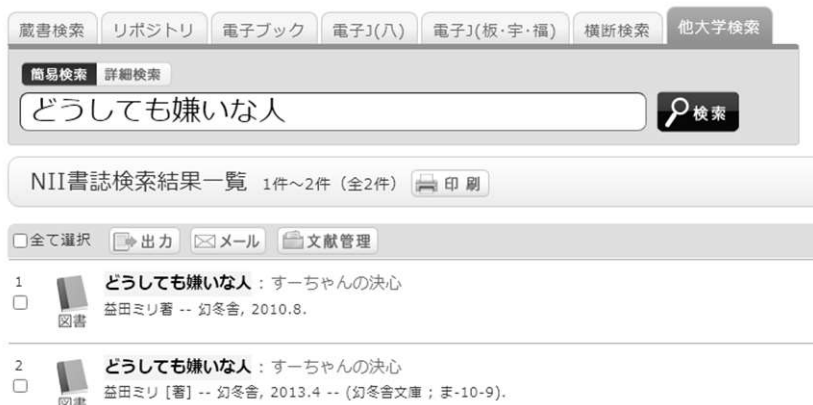 蔵書検索 リポジトリ 電子ブック 電子J(八) 電子J(板･宇･福) 横断検索 他大学検索
簡易検索 詳細検索
どうしても嫌いな人 検索
NII書誌検索結果一覧 1件～2件（全2件） 印刷
全て選択 出力 メール 文献管理
1 どうしても嫌いな人 : すーちゃんの決心
図書 益田ミリ著 -- 幻冬舎, 2010.8.
2 どうしても嫌いな人 : すーちゃんの決心
図書 益田ミリ [著] -- 幻冬舎, 2013.4 -- (幻冬舎文庫 ; ま-10-9).